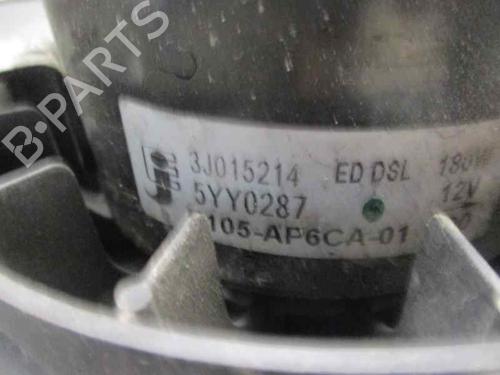 B-PARTS
3J015214 ED DSL 180W
5YY0287 12V
105-AP6CA-01